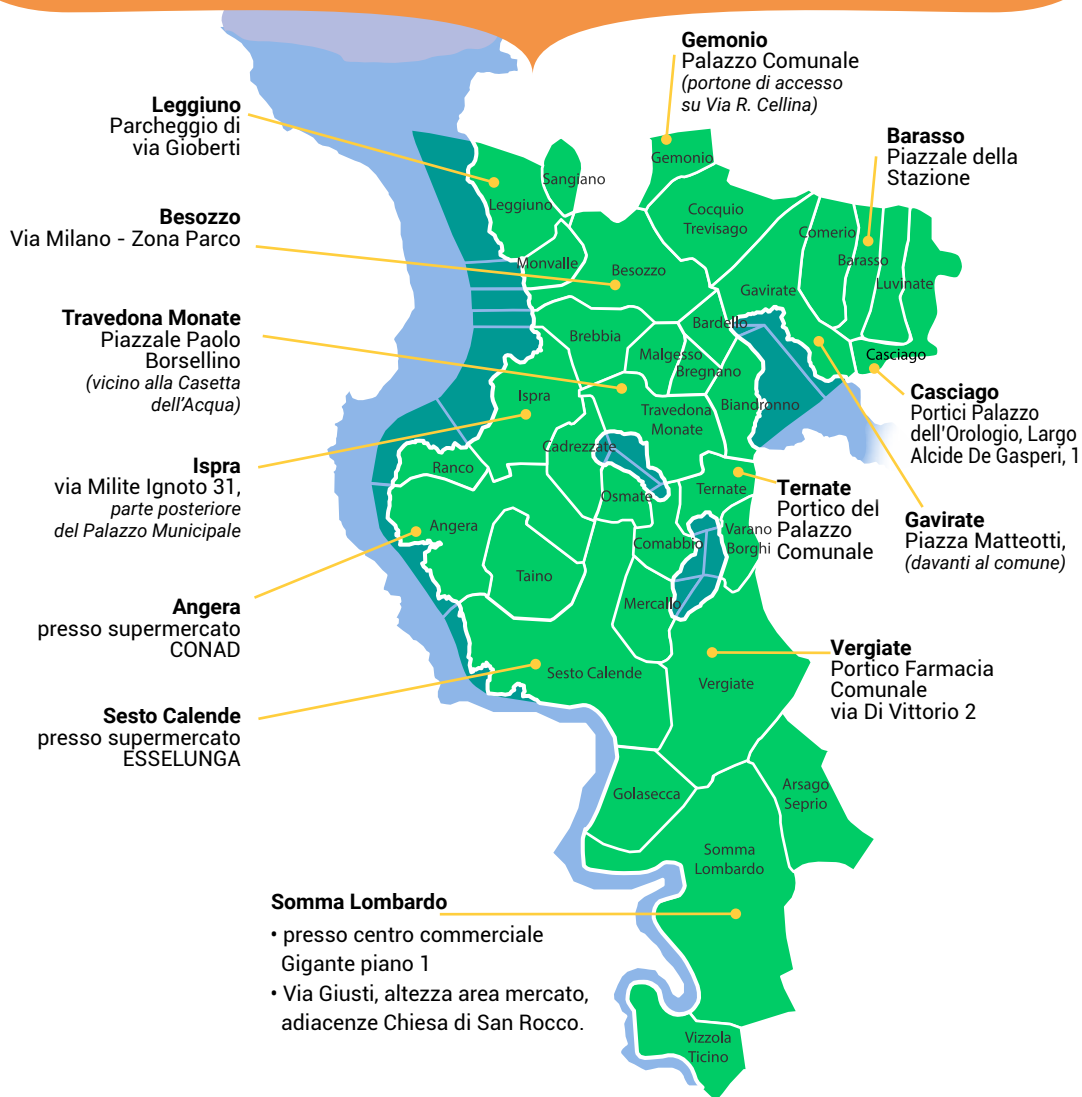 Gemonio
Palazzo Comunale
(portone di accesso
su Via R. Cellina)
Leggiuno
Parcheggio di
via Gioberti
Barasso
Piazzale della
Stazione
Besozzo
Via Milano - Zona Parco
Travedona Monate
Piazzale Paolo
Borsellino
(vicino alla Casetta
dell'Acqua)
Ispra
via Milite Ignoto 31,
parte posteriore
del Palazzo Municipale
Angera
presso supermercato
CONAD
Sesto Calende
presso supermercato
ESSELUNGA
Casciago
Portici Palazzo
dell'Orologio, Largo
Alcide De Gasperi, 1
Ternate
Portico del
Palazzo
Comunale
Gavirate
Piazza Matteotti,
(davanti al comune)
Vergiate
Portico Farmacia
Comunale
via Di Vittorio 2
Somma Lombardo
• presso centro commerciale
Gigante piano 1
• Via Giusti, altezza area mercato,
adiacenze Chiesa di San Rocco.
Gemonio
Sangiano
Leggiuno
Cocquio
Trevisago
Comerio
Barasso
Luvinate
Monvalle
Besozzo
Gavirate
Bardello
Brebbia
Malgesso
Bregnano
Casciago
Ispra
Travedona
Monate
Biandronno
Cadrezzate
Ranco
Osmate
Ternate
Angera
Varano
Borghi
Comabbio
Taino
Mercallo
Sesto Calende
Vergiate
Golasecca
Arsago
Seprio
Somma
Lombardo
Vizzola
Ticino